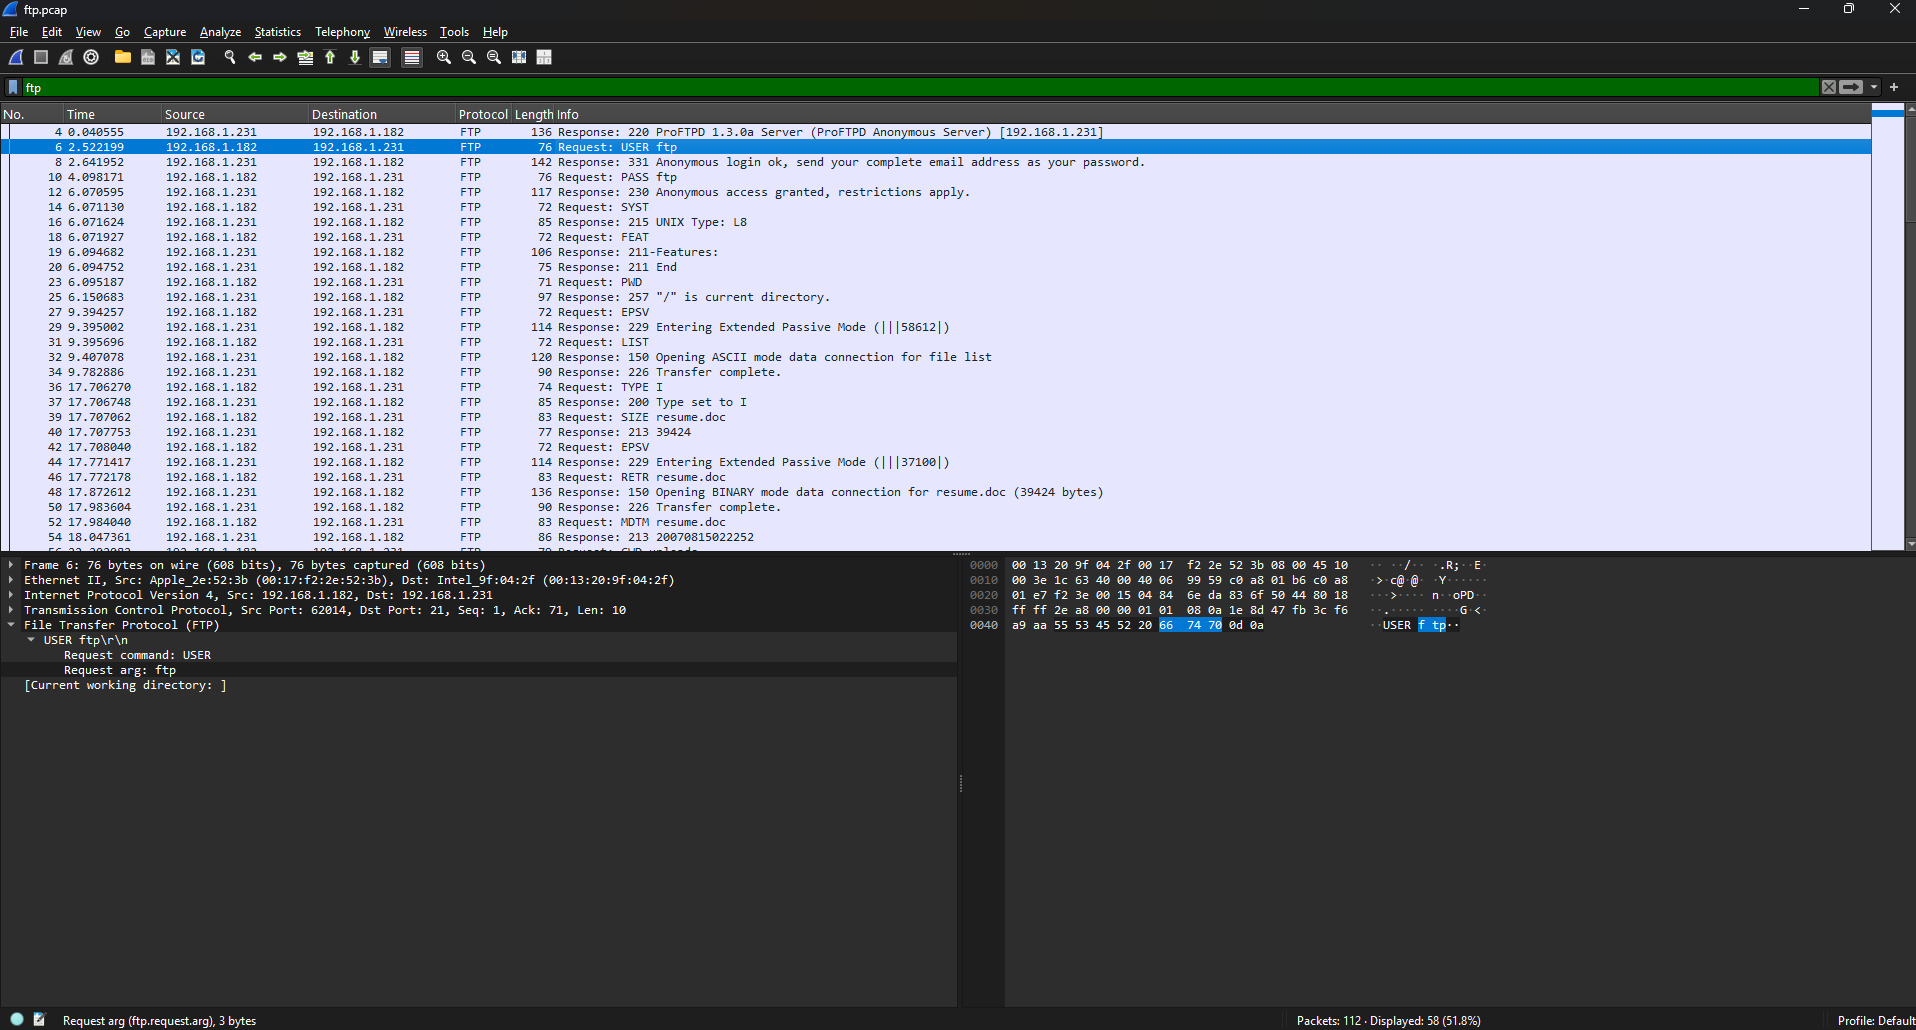 ftp.pcap
File Edit View Go Capture Analyze Statistics Telephony Wireless Tools Help
ftp
No. Time Source Destination Protocol Length Info
4 0.040555 192.168.1.231 192.168.1.182 FTP 136 Response: 220 ProFTPD 1.3.0a Server (ProFTPD Anonymous Server) [192.168.1.231]
6 2.522199 192.168.1.182 192.168.1.231 FTP 76 Request: USER ftp
8 2.641952 192.168.1.231 192.168.1.182 FTP 142 Response: 331 Anonymous login ok, send your complete email address as your password.
10 4.098171 192.168.1.182 192.168.1.231 FTP 76 Request: PASS ftp
12 6.070595 192.168.1.231 192.168.1.182 FTP 117 Response: 230 Anonymous access granted, restrictions apply.
14 6.071130 192.168.1.182 192.168.1.231 FTP 72 Request: SYST
16 6.071624 192.168.1.231 192.168.1.182 FTP 85 Response: 215 UNIX Type: L8
18 6.071927 192.168.1.182 192.168.1.231 FTP 72 Request: FEAT
19 6.094682 192.168.1.231 192.168.1.182 FTP 106 Response: 211-Features:
20 6.094752 192.168.1.231 192.168.1.182 FTP 75 Response: 211 End
23 6.095187 192.168.1.182 192.168.1.231 FTP 71 Request: PWD
25 6.150683 192.168.1.231 192.168.1.182 FTP 97 Response: 257 "/" is current directory.
27 9.394257 192.168.1.182 192.168.1.231 FTP 72 Request: EPSV
29 9.395002 192.168.1.231 192.168.1.182 FTP 114 Response: 229 Entering Extended Passive Mode (|||58612|)
31 9.395696 192.168.1.182 192.168.1.231 FTP 72 Request: LIST
32 9.407078 192.168.1.231 192.168.1.182 FTP 120 Response: 150 Opening ASCII mode data connection for file list
34 9.782886 192.168.1.231 192.168.1.182 FTP 90 Response: 226 Transfer complete.
36 17.706270 192.168.1.182 192.168.1.231 FTP 74 Request: TYPE I
37 17.706748 192.168.1.231 192.168.1.182 FTP 85 Response: 200 Type set to I
39 17.707062 192.168.1.182 192.168.1.231 FTP 83 Request: SIZE resume.doc
40 17.707753 192.168.1.231 192.168.1.182 FTP 77 Response: 213 39424
42 17.708040 192.168.1.182 192.168.1.231 FTP 72 Request: EPSV
44 17.771417 192.168.1.231 192.168.1.182 FTP 114 Response: 229 Entering Extended Passive Mode (|||37100|)
46 17.772178 192.168.1.182 192.168.1.231 FTP 83 Request: RETR resume.doc
48 17.872612 192.168.1.231 192.168.1.182 FTP 136 Response: 150 Opening BINARY mode data connection for resume.doc (39424 bytes)
50 17.983604 192.168.1.231 192.168.1.182 FTP 90 Response: 226 Transfer complete.
52 17.984040 192.168.1.182 192.168.1.231 FTP 83 Request: MDTM resume.doc
54 18.047361 192.168.1.231 192.168.1.182 FTP 86 Response: 213 20070815022252
Frame 6: 76 bytes on wire (608 bits), 76 bytes captured (608 bits)
Ethernet II, Src: Apple_2e:52:3b (00:17:f2:2e:52:3b), Dst: Intel_9f:04:2f (00:13:20:9f:04:2f)
Internet Protocol Version 4, Src: 192.168.1.182, Dst: 192.168.1.231
Transmission Control Protocol, Src Port: 62014, Dst Port: 21, Seq: 1, Ack: 71, Len: 10
File Transfer Protocol (FTP)
USER ftp\r\n
Request command: USER
Request arg: ftp
[Current working directory: ]
0000 00 13 20 9f 04 2f 00 17 f2 2e 52 3b 08 00 45 10 ·· ··/·· ·.R;··E·
0010 00 3e 1c 63 40 00 40 06 99 59 c0 a8 01 b6 c0 a8 ·>·c@·@· ·Y······
0020 01 e7 f2 3e 00 15 04 84 6e da 83 6f 50 44 80 18 ···>···· n··oPD··
0030 ff ff 2e a8 00 00 01 01 08 0a 1e 8d 47 fb 3c f6 ··.····· ····G·<·
0040 a9 aa 55 53 45 52 20 66 74 70 0d 0a ··USER f tp··
Request arg (ftp.request.arg), 3 bytes
Packets: 112 · Displayed: 58 (51.8%)
Profile: Default